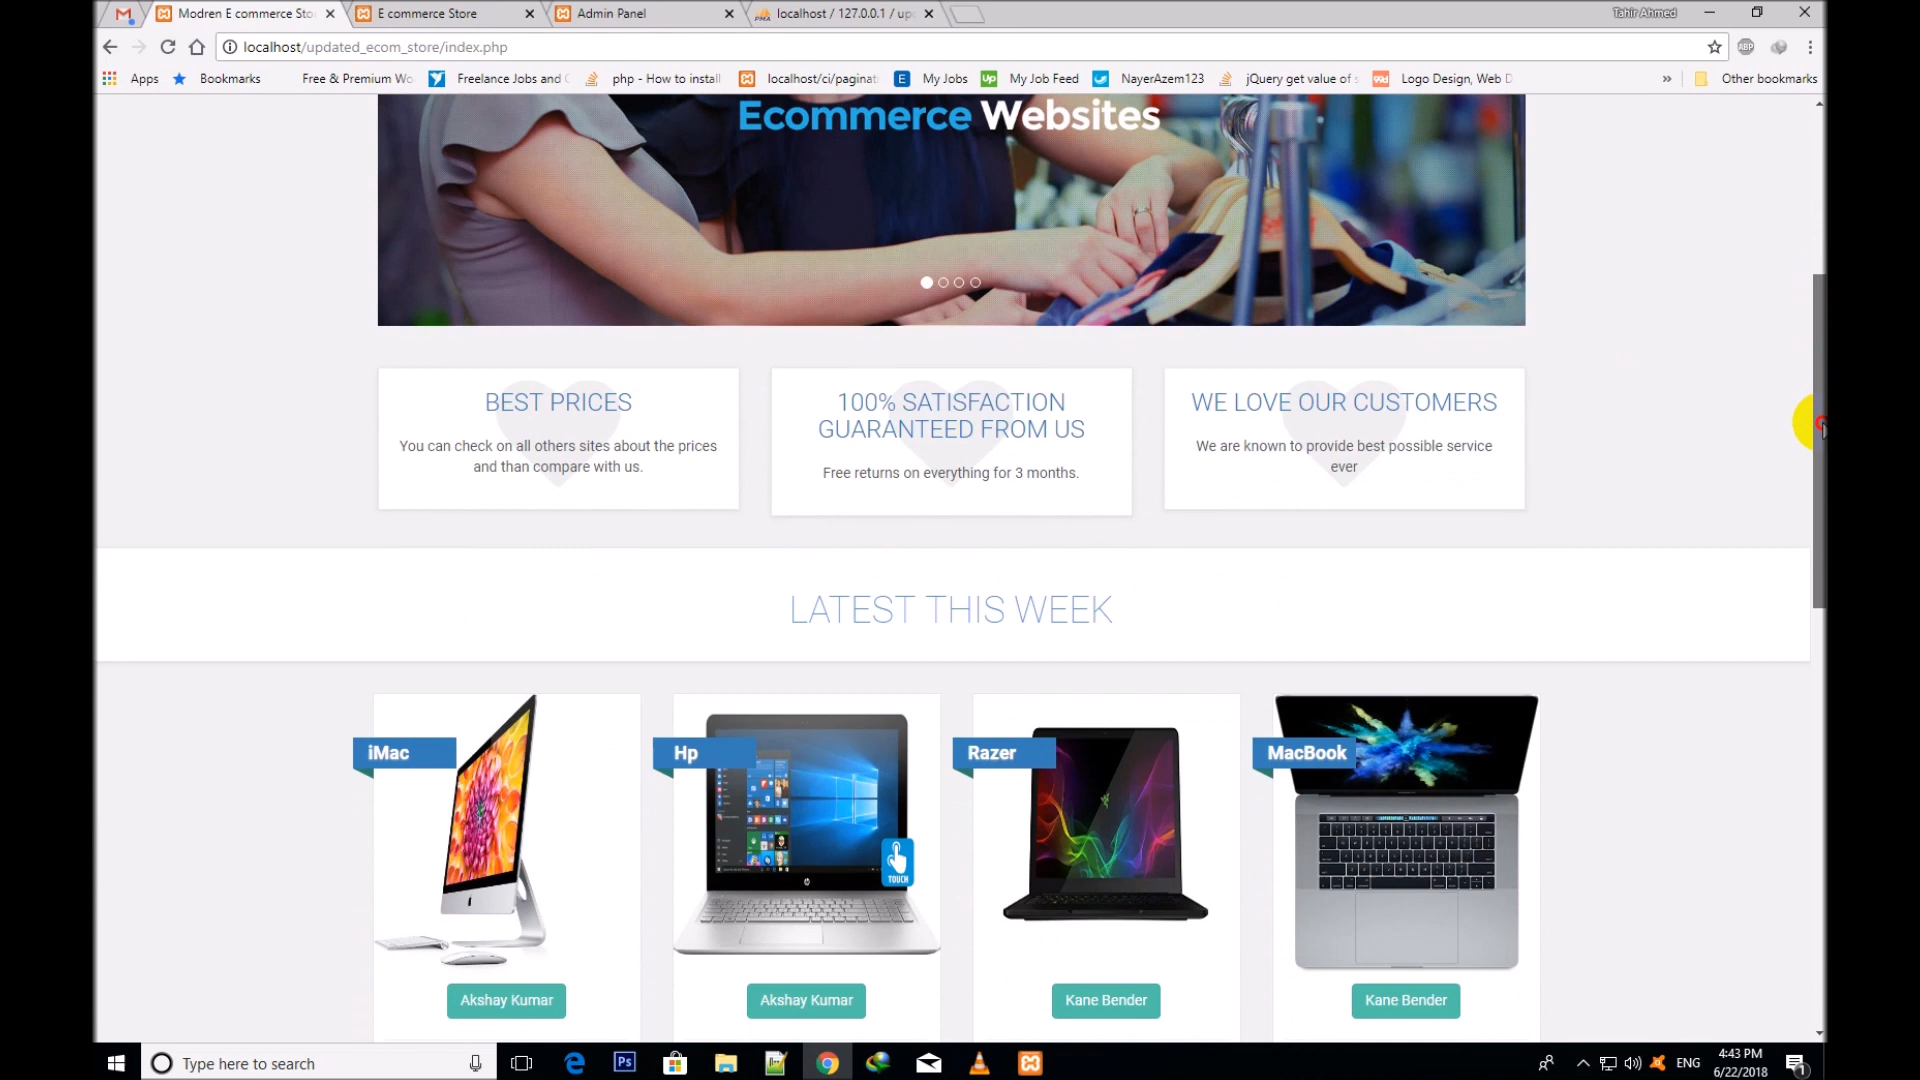 Modren E commerce Sto
E commerce Store
Admin Panel
localhost / 127.0.0.1 / up
Tahir Ahmed
localhost/updated_ecom_store/index.php
ABP
Apps
Bookmarks
Free & Premium Wo
Freelance Jobs and
php - How to install
localhost/ci/paginat
My Jobs
My Job Feed
NayerAzem123
jQuery get value of s
Logo Design, Web D
Other bookmarks
Ecommerce Websites
BEST PRICES
You can check on all others sites about the prices
and than compare with us.
100% SATISFACTION
GUARANTEED FROM US
Free returns on everything for 3 months.
WE LOVE OUR CUSTOMERS
We are known to provide best possible service
ever
LATEST THIS WEEK
iMac
Hp
Razer
MacBook
TOUCH
Akshay Kumar
Akshay Kumar
Kane Bender
Kane Bender
Type here to search
ENG
4:43 PM
6/22/2018